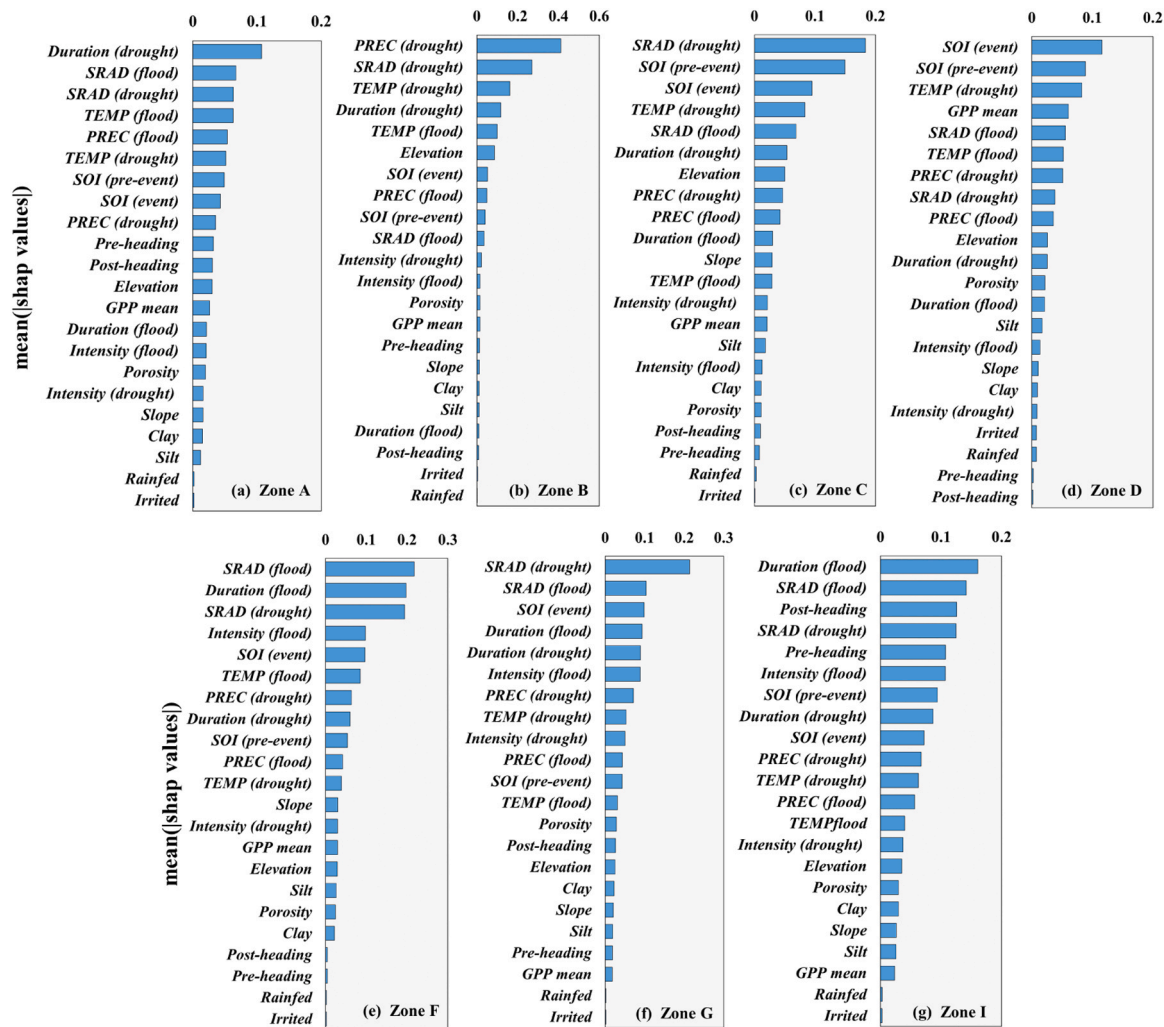 0 0.1 0.2
Duration (drought)
SRAD (flood)
SRAD (drought)
TEMP (flood)
PREC (flood)
TEMP (drought)
SOI (pre-event)
SOI (event)
PREC (drought)
Pre-heading
Post-heading
Elevation
GPP mean
Duration (flood)
Intensity (flood)
Porosity
Intensity (drought)
Slope
Clay
Silt
Rainfed
Irrited
(a) Zone A
mean(|shap values|)
0 0.2 0.4 0.6
PREC (drought)
SRAD (drought)
TEMP (drought)
Duration (drought)
TEMP (flood)
Elevation
SOI (event)
PREC (flood)
SOI (pre-event)
SRAD (flood)
Intensity (drought)
Intensity (flood)
Porosity
GPP mean
Pre-heading
Slope
Clay
Silt
Duration (flood)
Post-heading
Irrited
Rainfed
(b) Zone B
0 0.1 0.2
SRAD (drought)
SOI (pre-event)
SOI (event)
TEMP (drought)
SRAD (flood)
Duration (drought)
Elevation
PREC (drought)
PREC (flood)
Duration (flood)
Slope
TEMP (flood)
Intensity (drought)
GPP mean
Silt
Intensity (flood)
Clay
Porosity
Post-heading
Pre-heading
Rainfed
Irrited
(c) Zone C
0 0.1 0.2
SOI (event)
SOI (pre-event)
TEMP (drought)
GPP mean
SRAD (flood)
TEMP (flood)
PREC (drought)
SRAD (drought)
PREC (flood)
Elevation
Duration (drought)
Porosity
Duration (flood)
Silt
Intensity (flood)
Slope
Clay
Intensity (drought)
Irrited
Rainfed
Pre-heading
Post-heading
(d) Zone D
0 0.1 0.2 0.3
SRAD (flood)
Duration (flood)
SRAD (drought)
Intensity (flood)
SOI (event)
TEMP (flood)
PREC (drought)
Duration (drought)
SOI (pre-event)
PREC (flood)
TEMP (drought)
Slope
Intensity (drought)
GPP mean
Elevation
Silt
Porosity
Clay
Post-heading
Pre-heading
Rainfed
Irrited
(e) Zone F
mean(|shap values|)
0 0.1 0.2 0.3
SRAD (drought)
SRAD (flood)
SOI (event)
Duration (flood)
Duration (drought)
Intensity (flood)
PREC (drought)
TEMP (drought)
Intensity (drought)
PREC (flood)
SOI (pre-event)
TEMP (flood)
Porosity
Post-heading
Elevation
Clay
Slope
Silt
Pre-heading
GPP mean
Rainfed
Irrited
(f) Zone G
0 0.1 0.2
Duration (flood)
SRAD (flood)
Post-heading
SRAD (drought)
Pre-heading
Intensity (flood)
SOI (pre-event)
Duration (drought)
SOI (event)
PREC (drought)
TEMP (drought)
PREC (flood)
TEMPflood
Intensity (drought)
Elevation
Porosity
Clay
Slope
Silt
GPP mean
Rainfed
Irrited
(g) Zone I